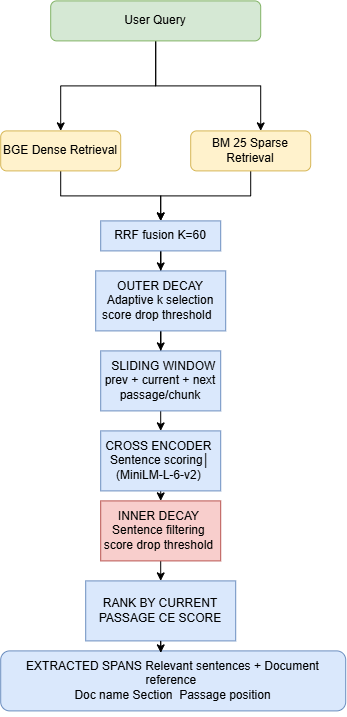 User Query
BGE Dense Retrieval
BM 25 Sparse
Retrieval
RRF fusion K=60
OUTER DECAY
Adaptive k selection
score drop threshold
SLIDING WINDOW
prev + current + next
passage/chunk
CROSS ENCODER
Sentence scoring│
(MiniLM-L-6-v2)
INNER DECAY
Sentence filtering
score drop threshold
RANK BY CURRENT
PASSAGE CE SCORE
EXTRACTED SPANS Relevant sentences + Document
reference
Doc name Section  Passage position